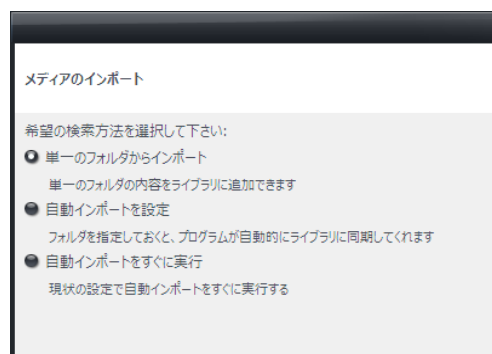 メディアのインポート
希望の検索方法を選択して下さい:
単一のフォルダからインポート
単一のフォルダの内容をライブラリに追加できます
自動インポートを設定
フォルダを指定しておくと、プログラムが自動的にライブラリに同期してくれます
自動インポートをすぐに実行
現状の設定で自動インポートをすぐに実行する